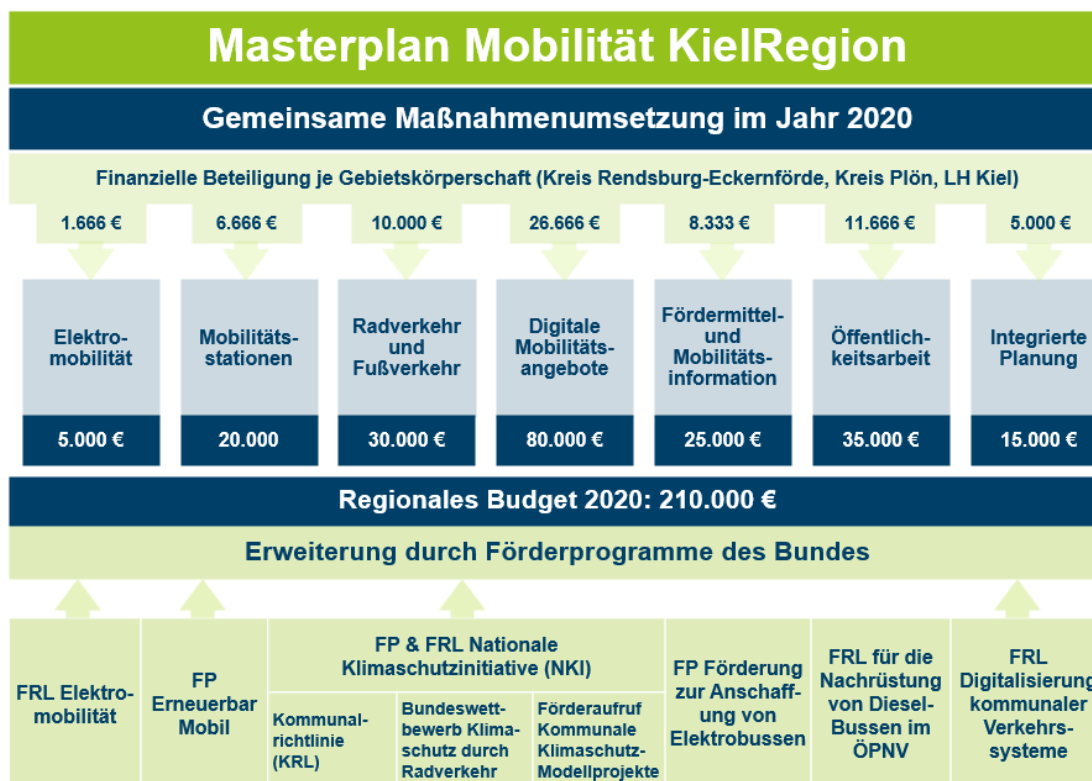 Masterplan Mobilität KielRegion
Gemeinsame Maßnahmenumsetzung im Jahr 2020
Finanzielle Beteiligung je Gebietskörperschaft (Kreis Rendsburg-Eckernförde, Kreis Plön, LH Kiel)
1.666 €
6.666 €
10.000 €
26.666 €
8.333 €
11.666 €
5.000 €
Elektro-
mobilität
Mobilitäts-
stationen
Radverkehr
und
Fußverkehr
Digitale
Mobilitäts-
angebote
Fördermittel-
und
Mobilitäts-
information
Öffentlich-
keitsarbeit
Integrierte
Planung
5.000 €
20.000
30.000 €
80.000 €
25.000 €
35.000 €
15.000 €
Regionales Budget 2020: 210.000 €
Erweiterung durch Förderprogramme des Bundes
FRL Elektro-
mobilität
FP
Erneuerbar
Mobil
FP & FRL Nationale
Klimaschutzinitiative (NKI)
Kommunal-
richtlinie
(KRL)
Bundeswett-
bewerb Klima-
schutz durch
Radverkehr
Förderaufruf
Kommunale
Klimaschutz-
Modellprojekte
FP Förderung
zur Anschaff-
ung von
Elektrobussen
FRL für die
Nachrüstung
von Diesel-
Bussen im
ÖPNV
FRL
Digitalisierung
kommunaler
Verkehrs-
systeme